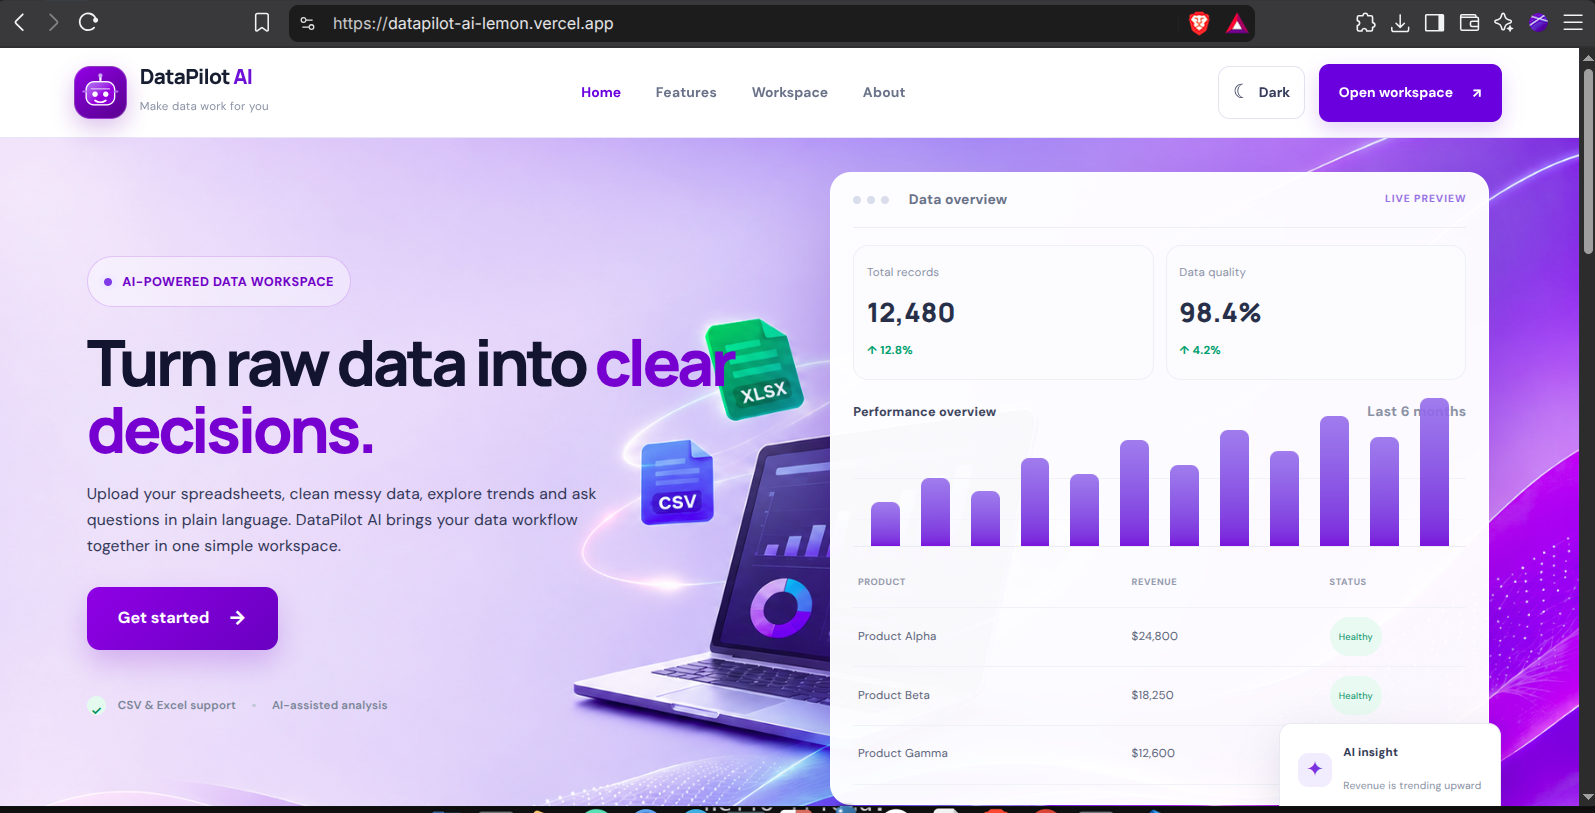 https://datapilot-ai-lemon.vercel.app
DataPilot AI
Make data work for you
Home
Features
Workspace
About
Dark
Open workspace
AI-POWERED DATA WORKSPACE
Turn raw data into clear
decisions.
Upload your spreadsheets, clean messy data, explore trends and ask
questions in plain language. DataPilot AI brings your data workflow
together in one simple workspace.
Get started
CSV & Excel support
AI-assisted analysis
XLSX
CSV
Data overview
LIVE PREVIEW
Total records
12,480
↑ 12.8%
Data quality
98.4%
↑ 4.2%
Performance overview
Last 6 months
PRODUCT REVENUE STATUS
Product Alpha $24,800 Healthy
Product Beta $18,250 Healthy
Product Gamma $12,600
AI insight
Revenue is trending upward